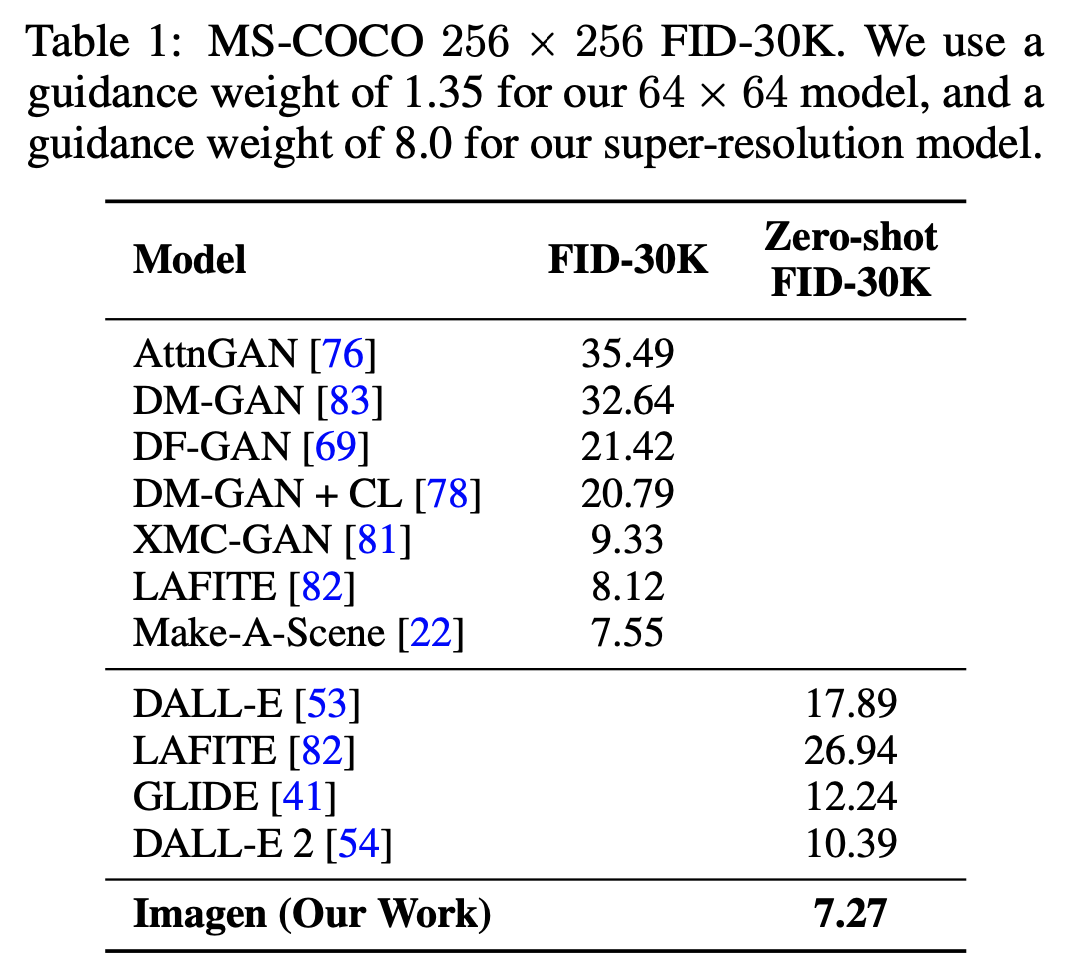 Table 1: MS-COCO 256 × 256 FID-30K. We use a
guidance weight of 1.35 for our 64 × 64 model, and a
guidance weight of 8.0 for our super-resolution model.
Model FID-30K Zero-shot FID-30K
AttnGAN [76] 35.49
DM-GAN [83] 32.64
DF-GAN [69] 21.42
DM-GAN + CL [78] 20.79
XMC-GAN [81] 9.33
LAFITE [82] 8.12
Make-A-Scene [22] 7.55
DALL-E [53] 17.89
LAFITE [82] 26.94
GLIDE [41] 12.24
DALL-E 2 [54] 10.39
Imagen (Our Work) 7.27